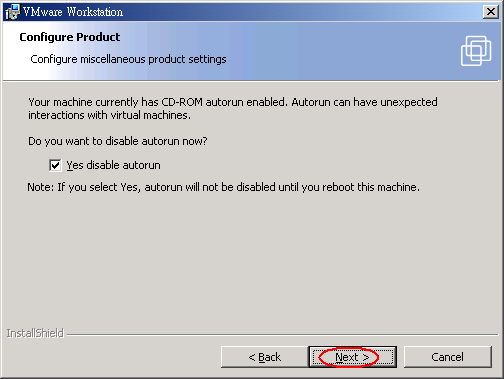 VMware Workstation
Configure Product
Configure miscellaneous product settings
Your machine currently has CD-ROM autorun enabled. Autorun can have unexpected
interactions with virtual machines.
Do you want to disable autorun now?
Yes disable autorun
Note: If you select Yes, autorun will not be disabled until you reboot this machine.
InstallShield
< Back
Next >
Cancel